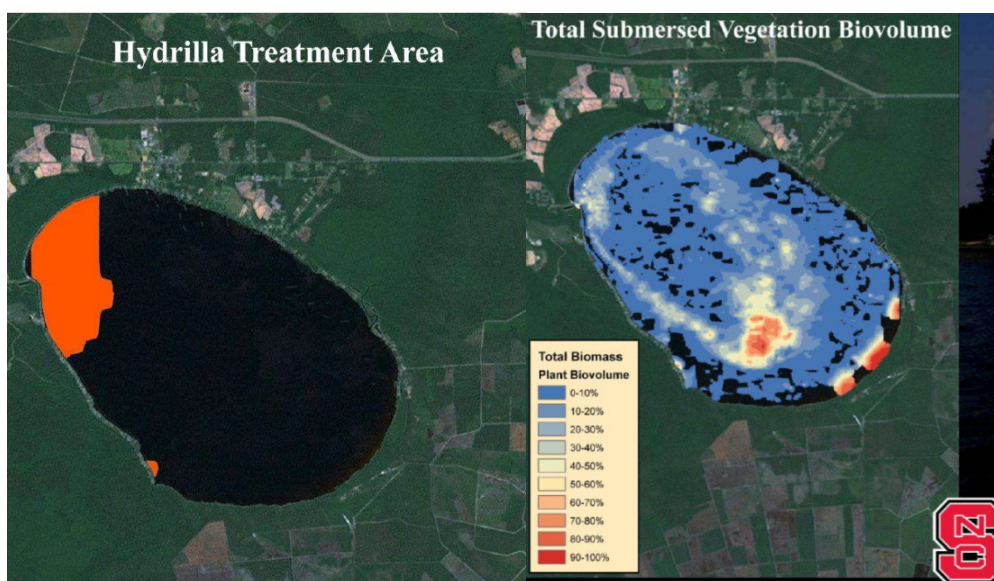 Hydrilla Treatment Area
Total Submersed Vegetation Biovolume
Total Biomass
Plant Biovolume
0-10%
10-20%
20-30%
30-40%
40-50%
50-60%
60-70%
70-80%
80-90%
90-100%
NC
S